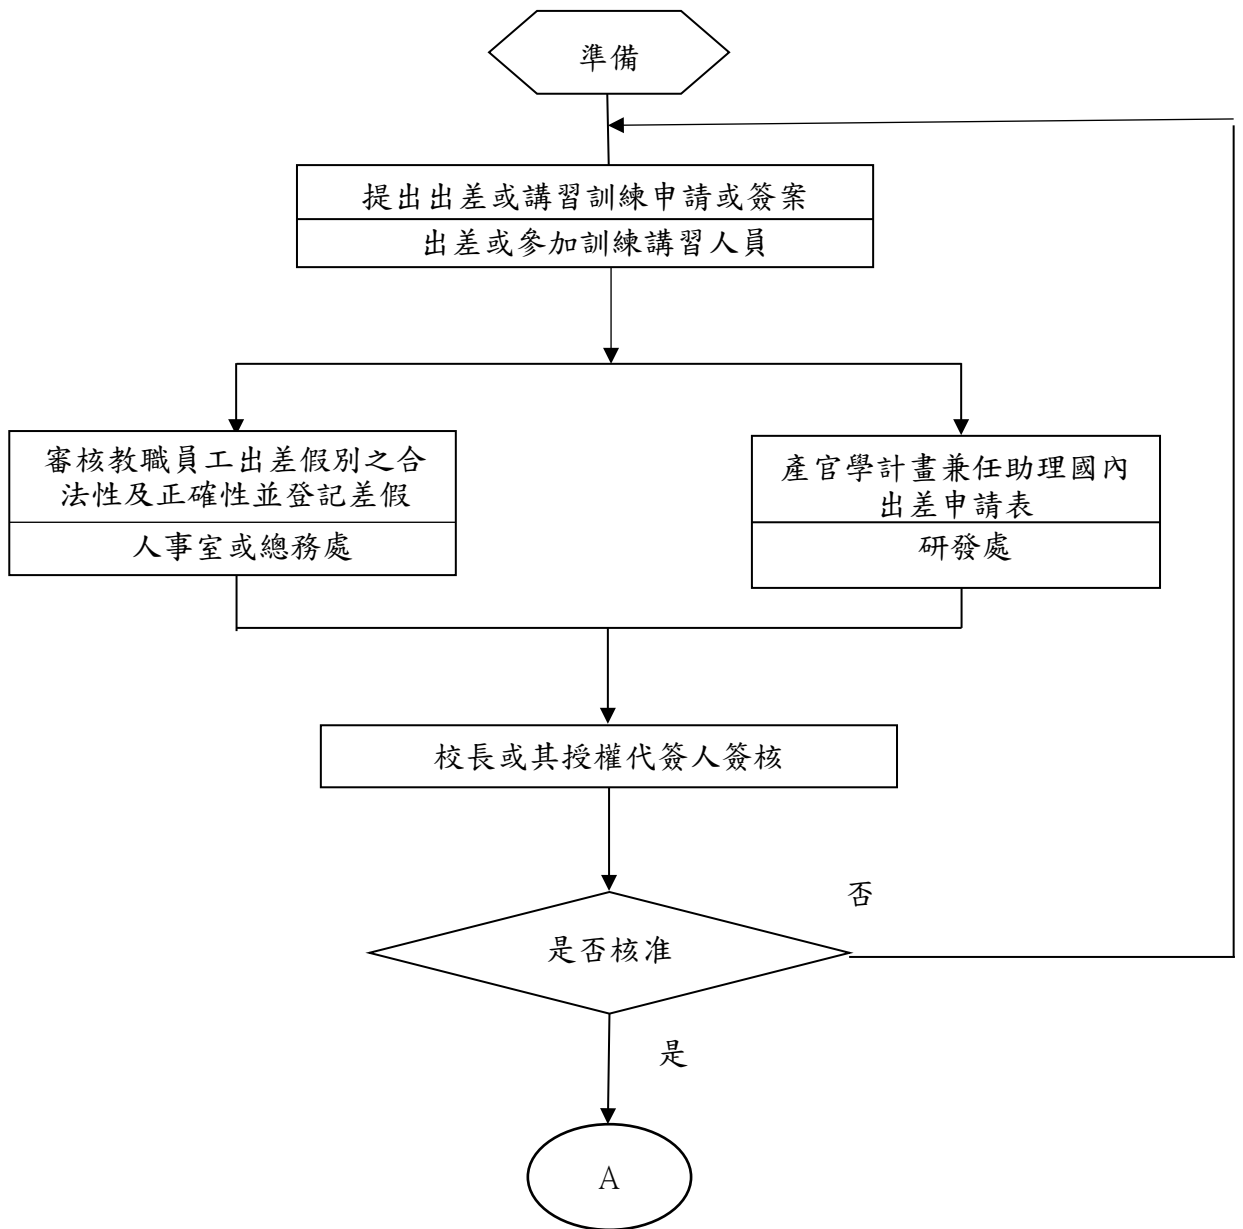 準備
提出出差或講習訓練申請或簽案
出差或參加訓練講習人員
審核教職員工出差假別之合
法性及正確性並登記差假
人事室或總務處
產官學計畫兼任助理國內
出差申請表
研發處
校長或其授權代簽人簽核
否
是否核准
是
A